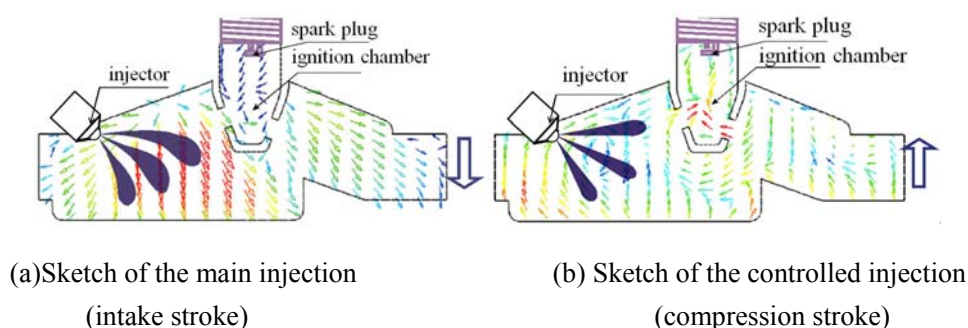 spark plug
ignition chamber
injector
spark plug
ignition chamber
injector
(a)Sketch of the main injection
(intake stroke)
(b) Sketch of the controlled injection
(compression stroke)